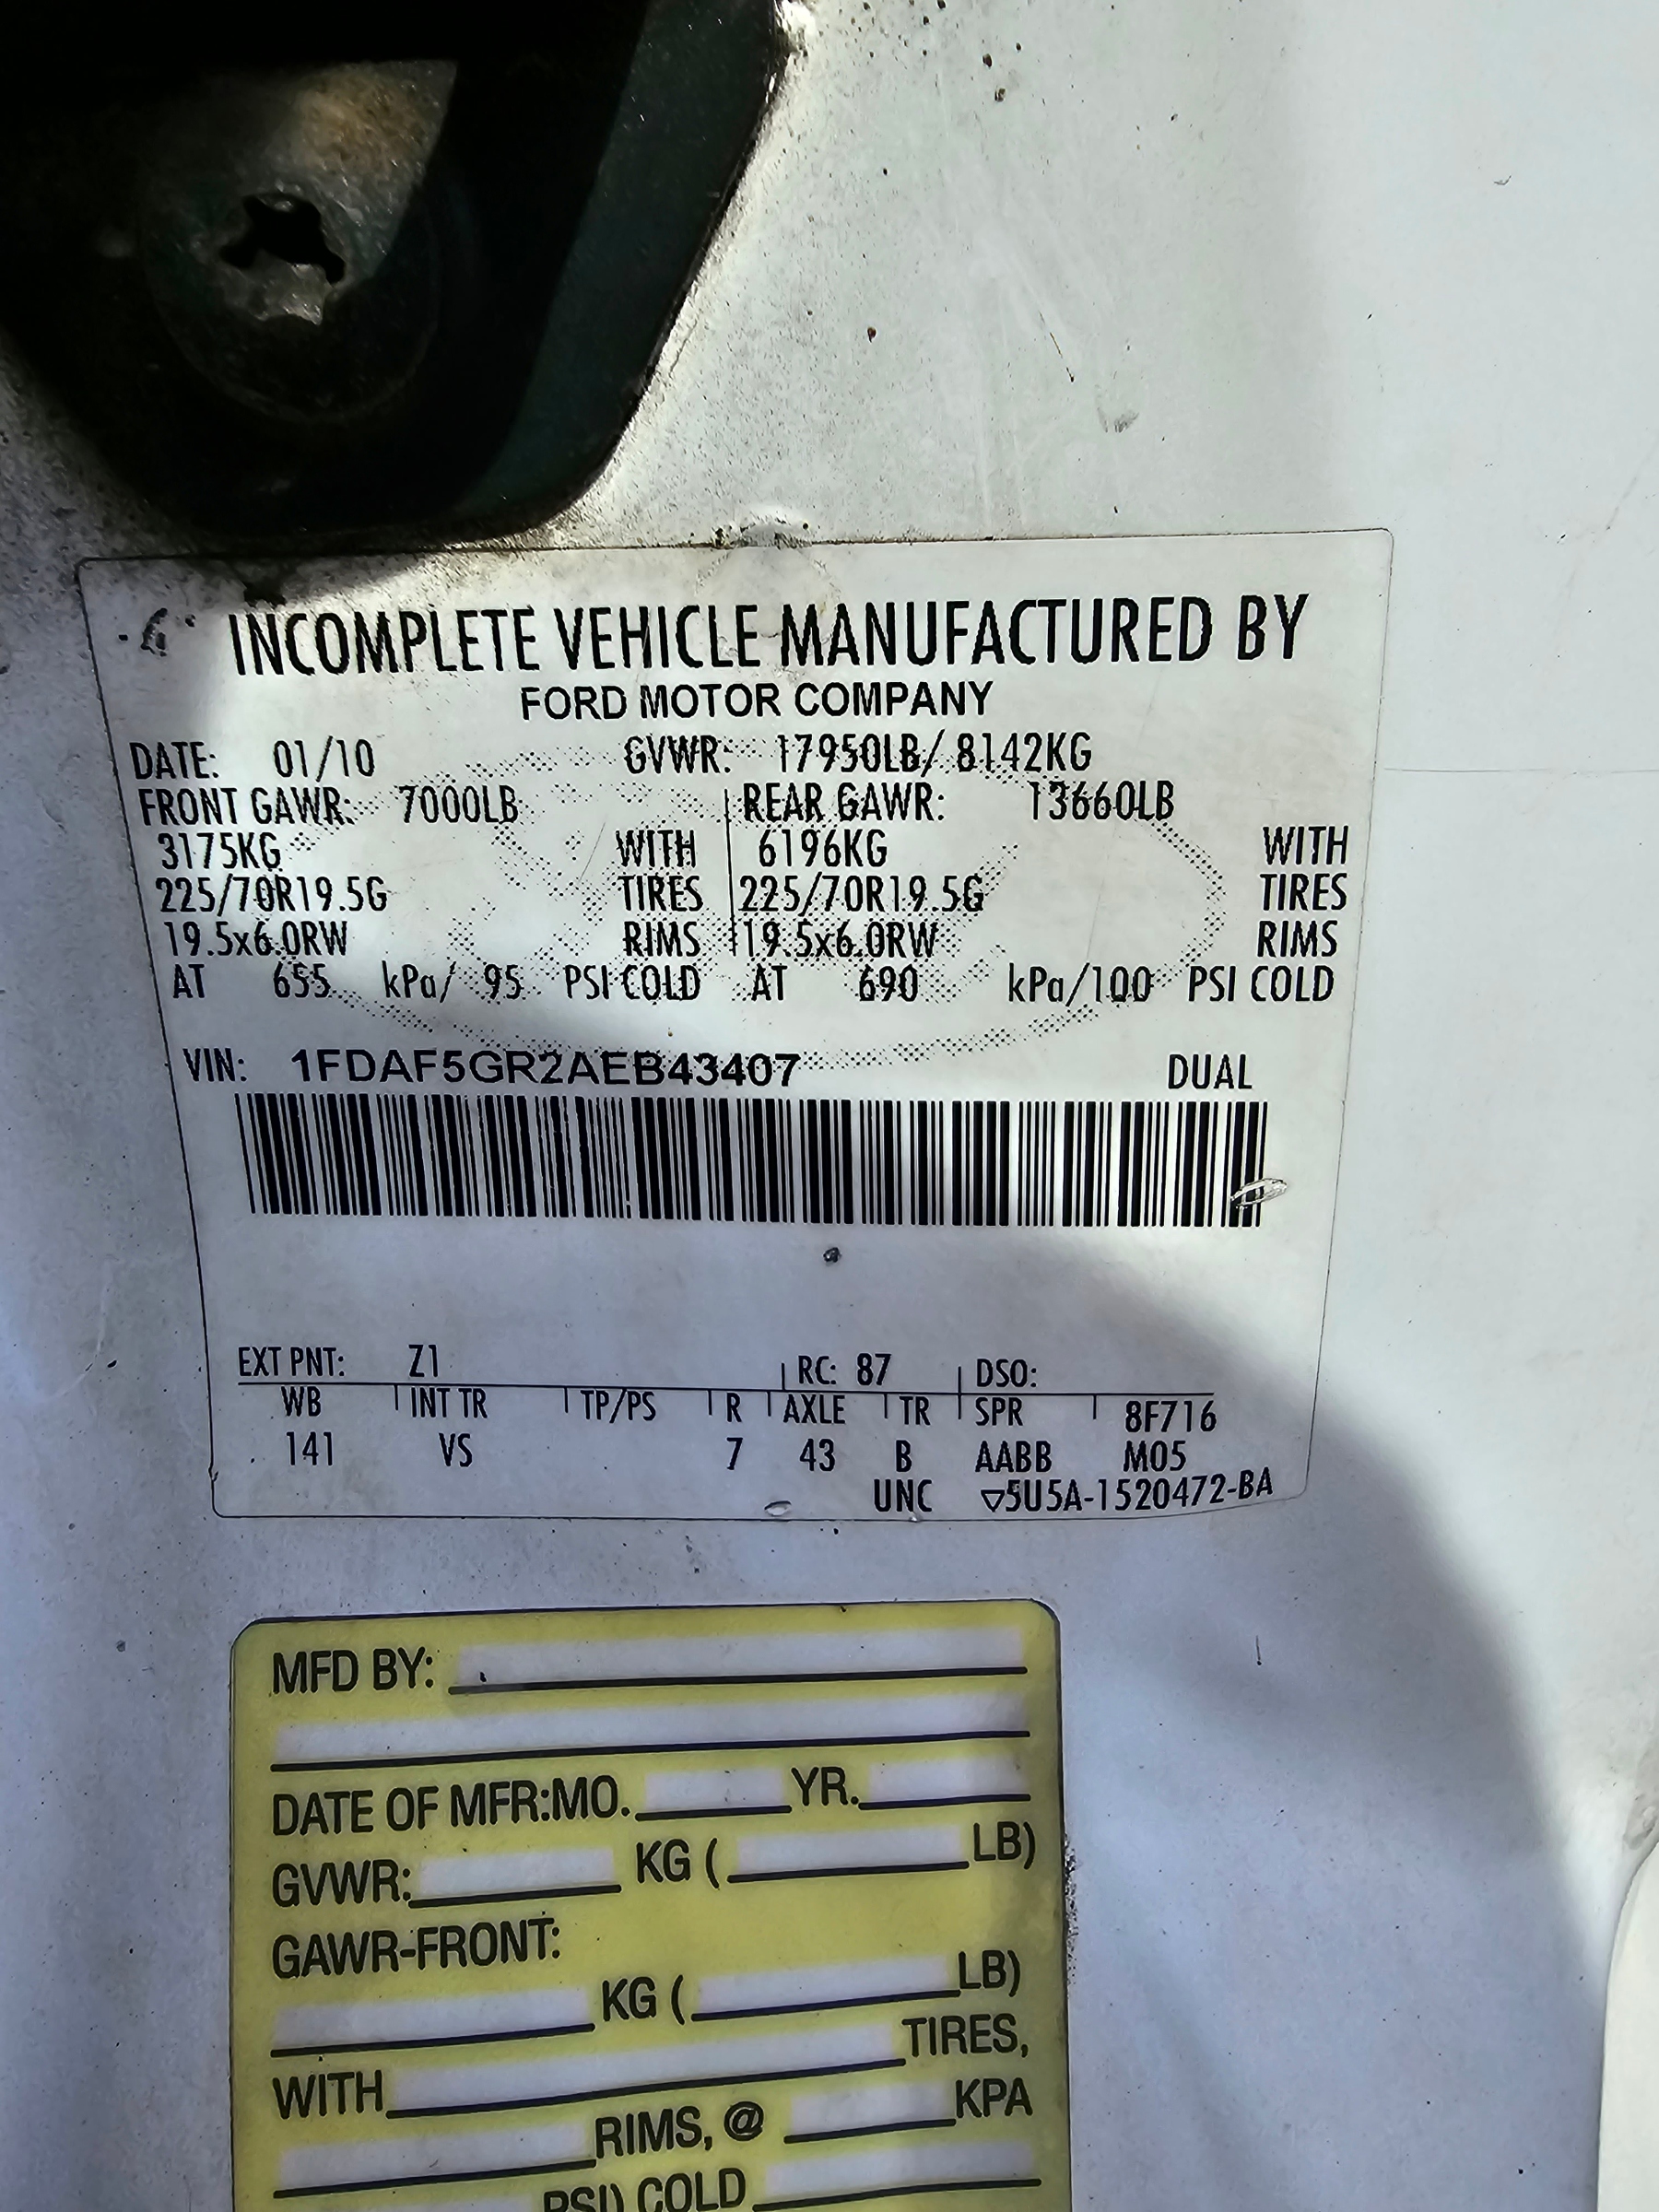 INCOMPLETE VEHICLE MANUFACTURED BY
FORD MOTOR COMPANY
DATE: 01/10 GVWR: 17950LB/ 8142KG
FRONT GAWR: 7000LB REAR GAWR: 13660LB
3175KG WITH 6196KG WITH
225/70R19.5G TIRES 225/70R19.5G TIRES
19.5x6.0RW RIMS 19.5x6.0RW RIMS
AT 655 kPa/ 95 PSI COLD AT 690 kPa/100 PSI COLD
VIN: 1FDAF5GR2AEB43407 DUAL
EXT PNT: Z1 RC: 87 DSO:
WB INT TR TP/PS R AXLE TR SPR 8F716
141 VS 7 43 B AABB M05
UNC ▽5U5A-1520472-BA
MFD BY:
DATE OF MFR:MO. YR.
GVWR: KG ( LB)
GAWR-FRONT:
KG ( LB)
WITH TIRES,
RIMS, @ KPA
PSI) COLD